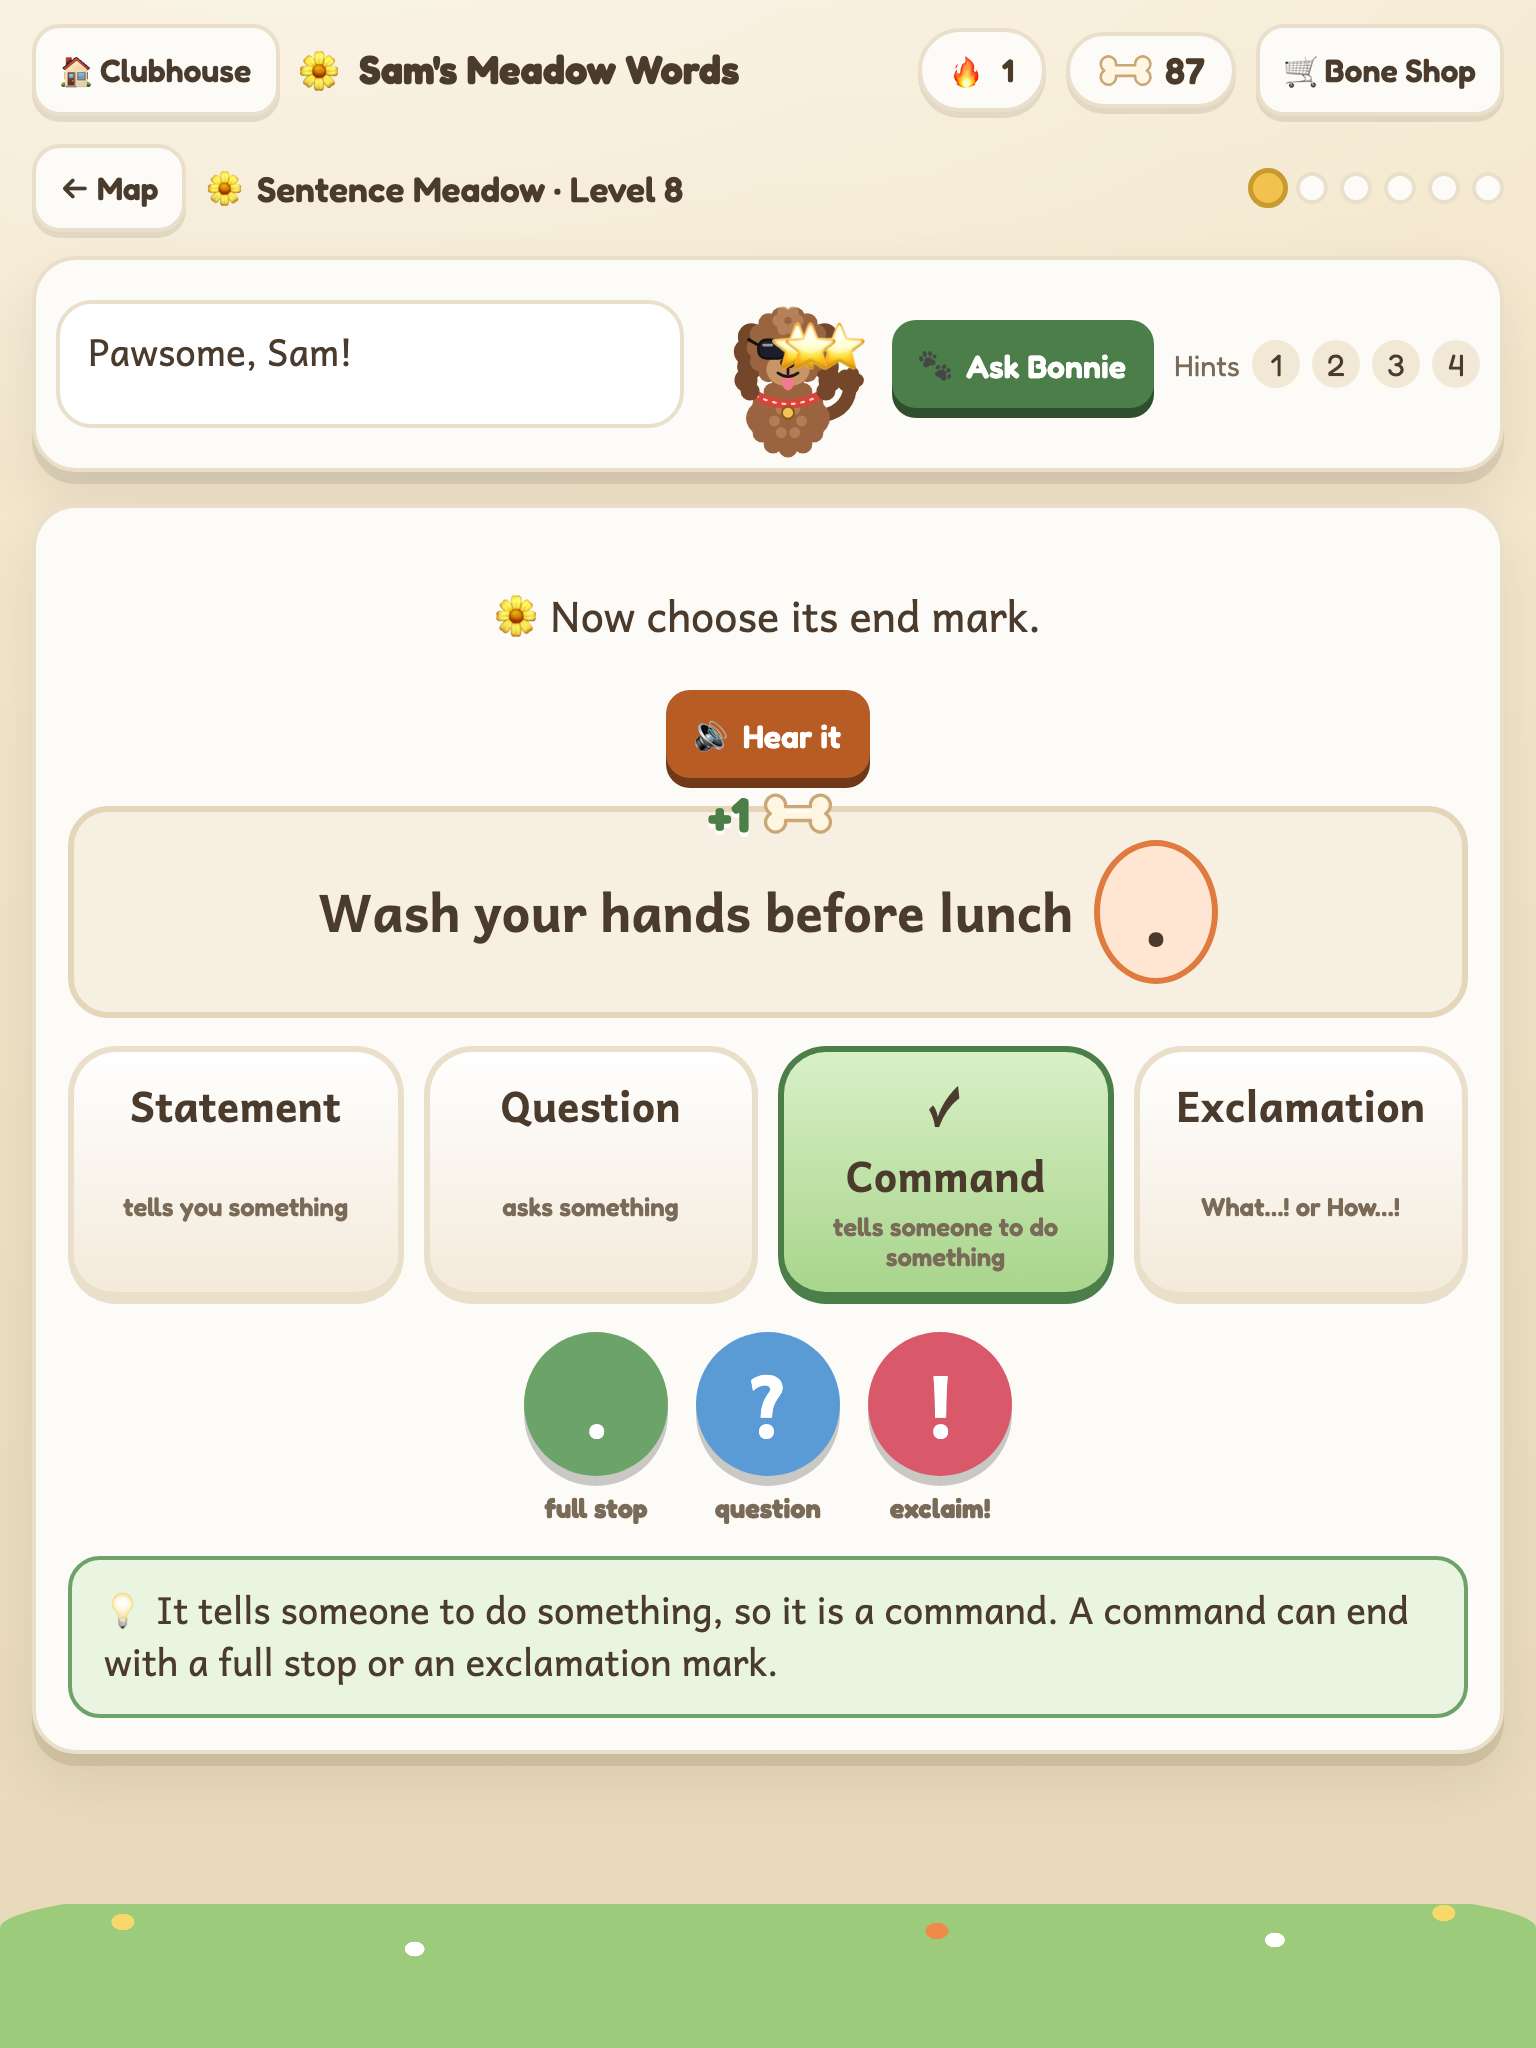 Clubhouse
Sam's Meadow Words
1
87
Bone Shop
← Map
Sentence Meadow · Level 8
Pawsome, Sam!
Ask Bonnie
Hints 1 2 3 4
Now choose its end mark.
Hear it
+1
Wash your hands before lunch .
Statement
tells you something
Question
asks something
✓
Command
tells someone to do
something
Exclamation
What...! or How...!
. ? !
full stop question exclaim!
It tells someone to do something, so it is a command. A command can end
with a full stop or an exclamation mark.